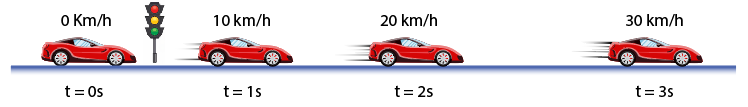 0 Km/h 10 km/h 20 km/h 30 km/h
t = 0s t = 1s t = 2s t = 3s